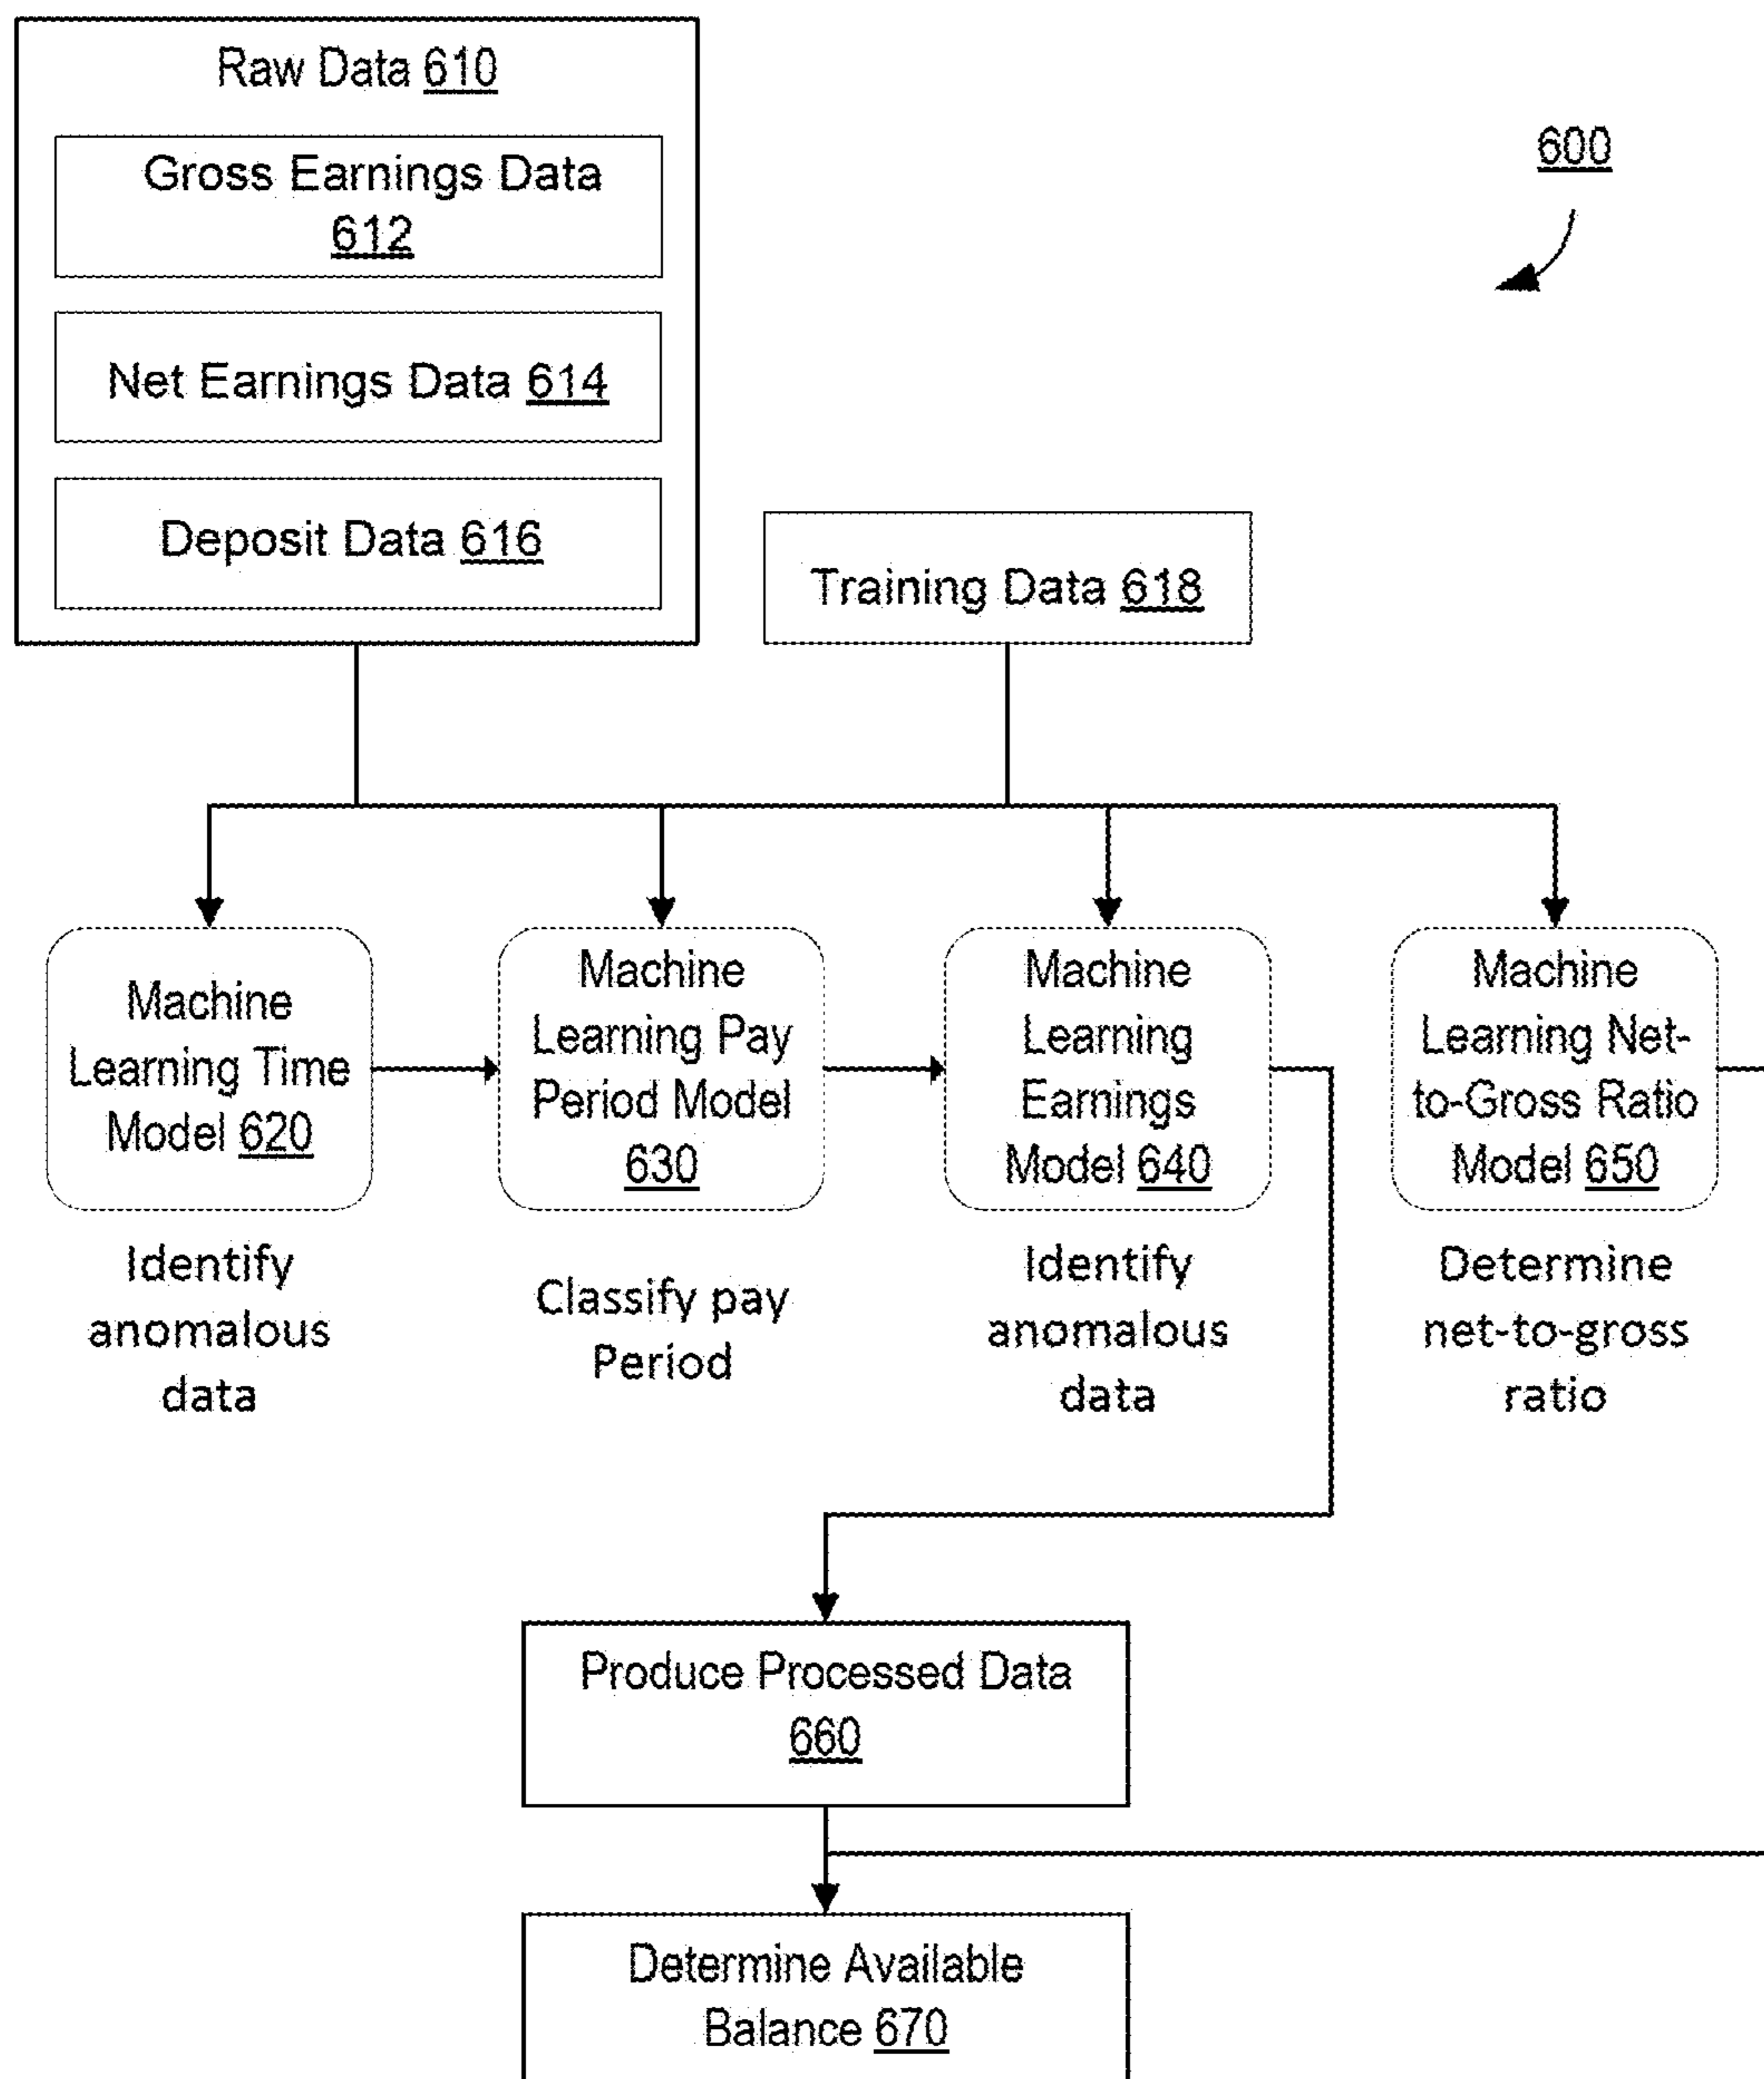 Raw Data 610
Gross Earnings Data
612
Net Earnings Data 614
Deposit Data 616
600
Training Data 618
Machine
Learning Time
Model 620
Machine
Learning Pay
Period Model
630
Machine
Learning
Earnings
Model 640
Machine
Learning Net-
to-Gross Ratio
Model 650
Identify
anomalous
data
Classify pay
Period
Identify
anomalous
data
Determine
net-to-gross
ratio
Produce Processed Data
660
Determine Available
Balance 670